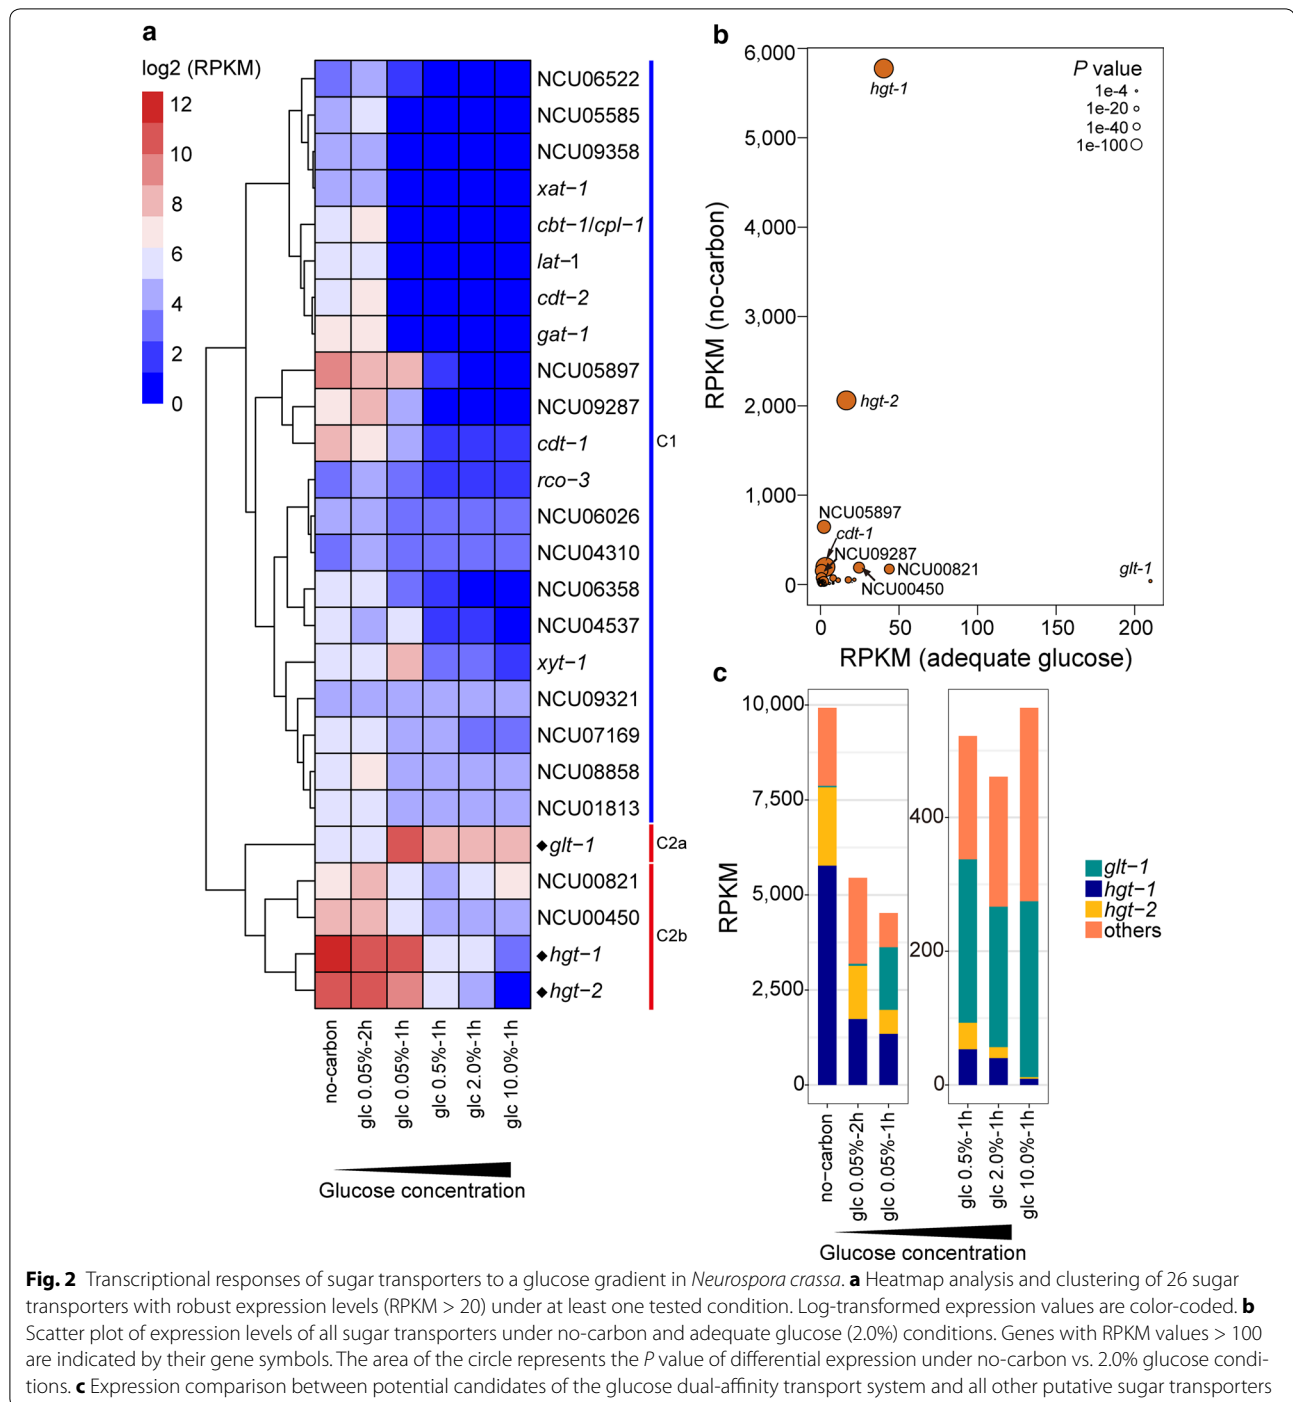 a
log2 (RPKM)
12
10
8
6
4
2
0
NCU06522
NCU05585
NCU09358
xat−1
cbt−1/cpl−1
lat−1
cdt−2
gat−1
NCU05897
NCU09287
cdt−1
rco−3
NCU06026
NCU04310
NCU06358
NCU04537
xyt−1
NCU09321
NCU07169
NCU08858
NCU01813
◆glt−1
NCU00821
NCU00450
◆hgt−1
◆hgt−2
C1
C2a
C2b
no−carbon
glc 0.05%-2h
glc 0.05%-1h
glc 0.5%-1h
glc 2.0%-1h
glc 10.0%-1h
Glucose concentration
b
RPKM (no-carbon)
6,000
5,000
4,000
3,000
2,000
1,000
0
hgt-1
P value
1e-4
1e-20
1e-40
1e-100
hgt-2
NCU05897
cdt-1
NCU09287
NCU00821
NCU00450
glt-1
0 50 100 150 200
RPKM (adequate glucose)
c
RPKM
10,000
7,500
5,000
2,500
0
400
200
0
glt−1
hgt−1
hgt−2
others
no−carbon
glc 0.05%-2h
glc 0.05%-1h
glc 0.5%-1h
glc 2.0%-1h
glc 10.0%-1h
Glucose concentration
Fig. 2 Transcriptional responses of sugar transporters to a glucose gradient in Neurospora crassa. a Heatmap analysis and clustering of 26 sugar
transporters with robust expression levels (RPKM > 20) under at least one tested condition. Log-transformed expression values are color-coded. b
Scatter plot of expression levels of all sugar transporters under no-carbon and adequate glucose (2.0%) conditions. Genes with RPKM values > 100
are indicated by their gene symbols. The area of the circle represents the P value of differential expression under no-carbon vs. 2.0% glucose condi-
tions. c Expression comparison between potential candidates of the glucose dual-affinity transport system and all other putative sugar transporters